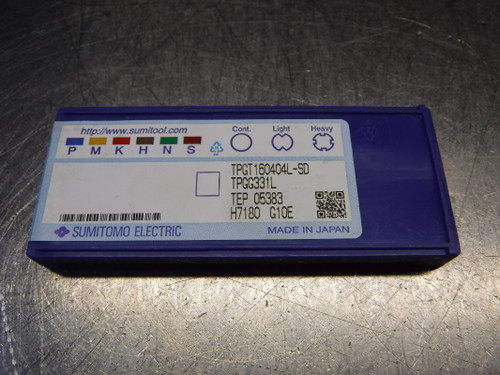 http://www.sumitool.com
Cont. Light Heavy
P M K H N S
TPGT160404L-SD
TPGG331L
TEP 05383
H7180 G10E
SUMITOMO ELECTRIC
MADE IN JAPAN